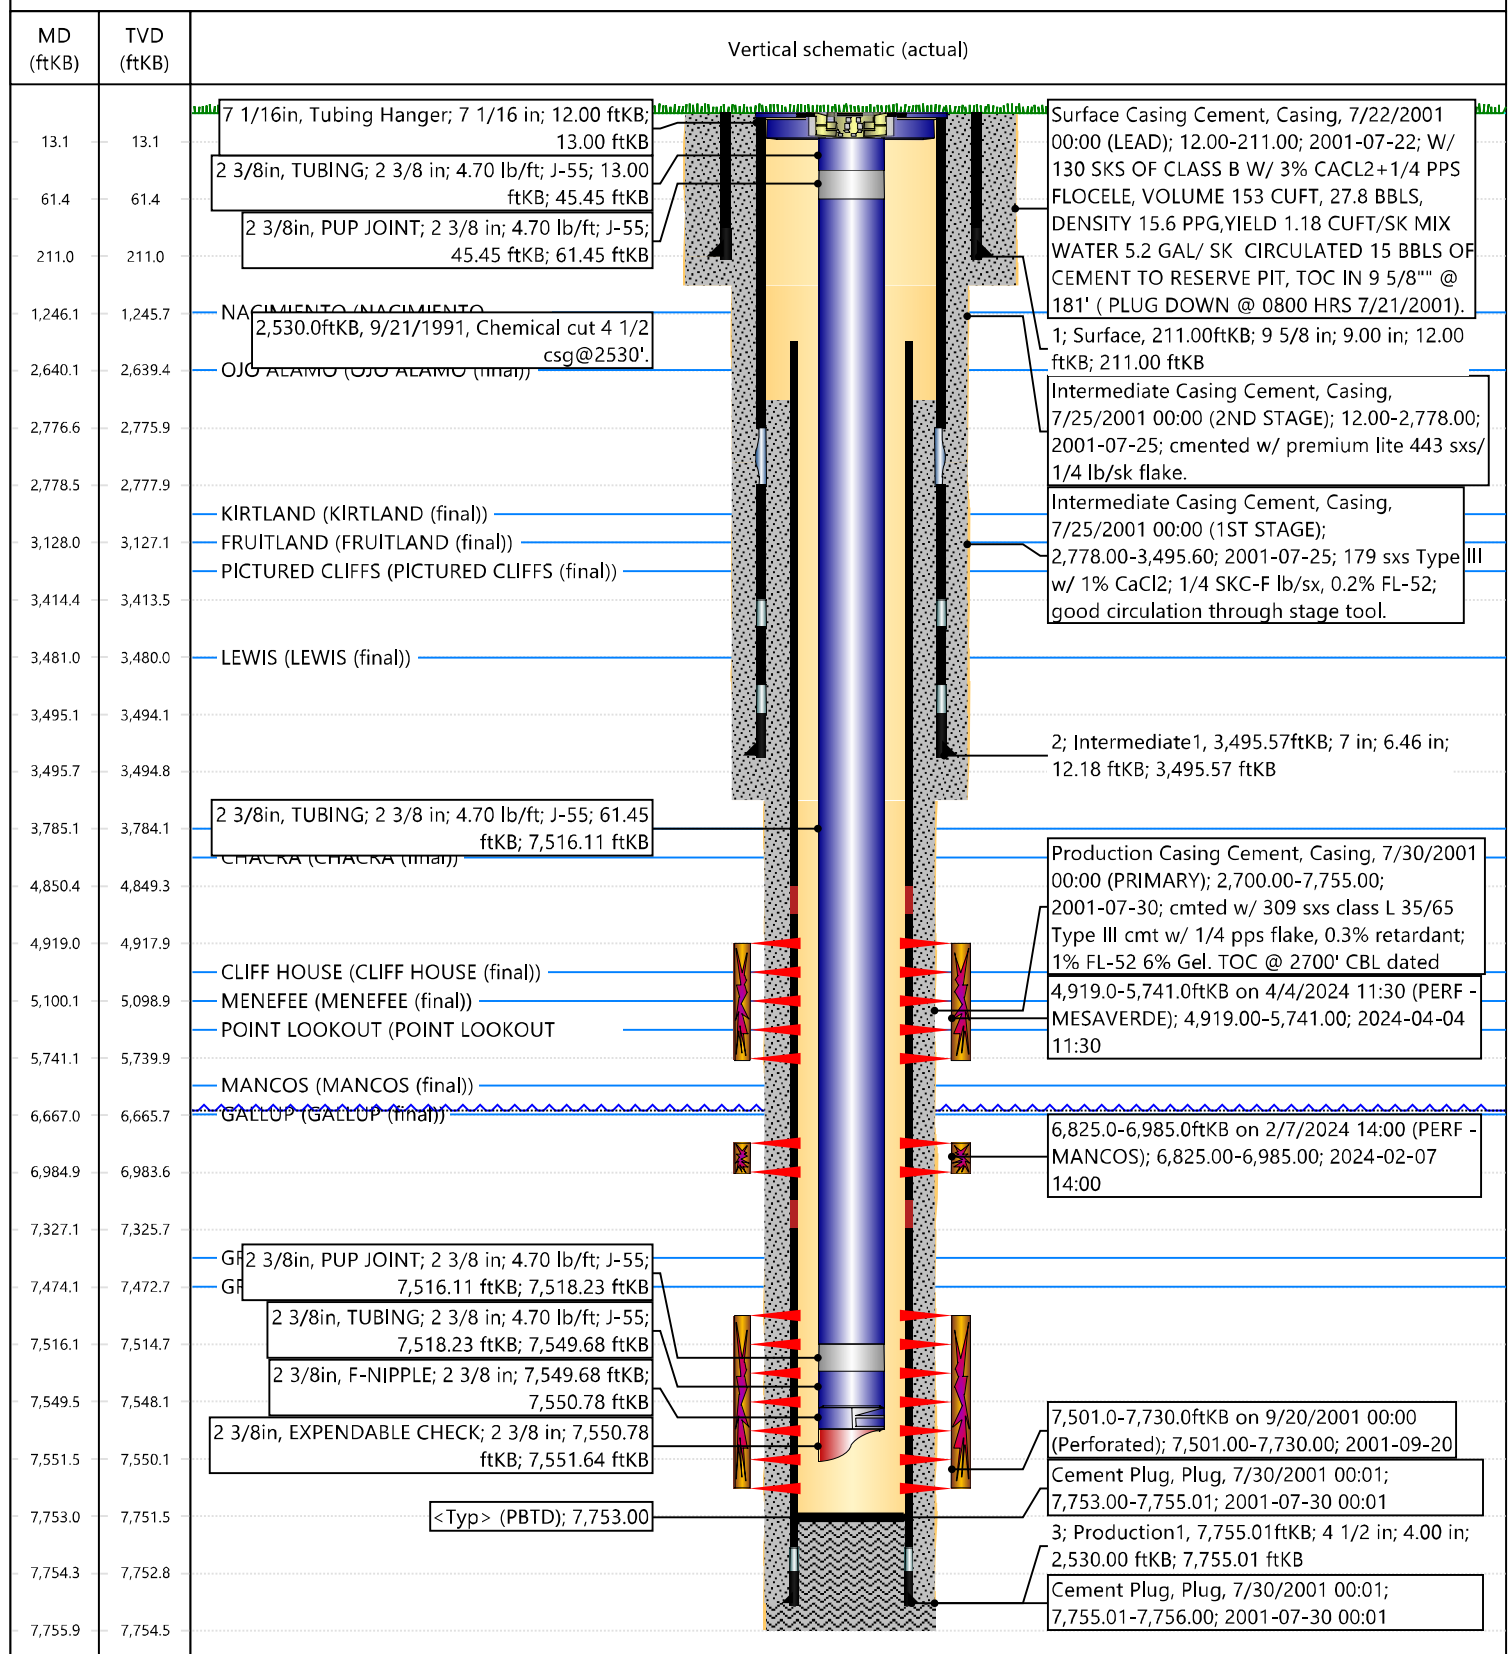 MD
(ftKB)
TVD
(ftKB)
Vertical schematic (actual)
7 1/16in, Tubing Hanger; 7 1/16 in; 12.00 ftKB;
13.00 ftKB
2 3/8in, TUBING; 2 3/8 in; 4.70 lb/ft; J-55; 13.00
ftKB; 45.45 ftKB
2 3/8in, PUP JOINT; 2 3/8 in; 4.70 lb/ft; J-55;
45.45 ftKB; 61.45 ftKB
NACIMIENTO (NACIMIENTO
2,530.0ftKB, 9/21/1991, Chemical cut 4 1/2
csg@2530'.
OJO ALAMO (OJO ALAMO (final))
KIRTLAND (KIRTLAND (final))
FRUITLAND (FRUITLAND (final))
PICTURED CLIFFS (PICTURED CLIFFS (final))
LEWIS (LEWIS (final))
2 3/8in, TUBING; 2 3/8 in; 4.70 lb/ft; J-55; 61.45
ftKB; 7,516.11 ftKB
CHACRA (CHACRA (final))
CLIFF HOUSE (CLIFF HOUSE (final))
MENEFEE (MENEFEE (final))
POINT LOOKOUT (POINT LOOKOUT
MANCOS (MANCOS (final))
GALLUP (GALLUP (final))
2 3/8in, PUP JOINT; 2 3/8 in; 4.70 lb/ft; J-55;
7,516.11 ftKB; 7,518.23 ftKB
2 3/8in, TUBING; 2 3/8 in; 4.70 lb/ft; J-55;
7,518.23 ftKB; 7,549.68 ftKB
2 3/8in, F-NIPPLE; 2 3/8 in; 7,549.68 ftKB;
7,550.78 ftKB
2 3/8in, EXPENDABLE CHECK; 2 3/8 in; 7,550.78
ftKB; 7,551.64 ftKB
<Typ> (PBTD); 7,753.00
Surface Casing Cement, Casing, 7/22/2001
00:00 (LEAD); 12.00-211.00; 2001-07-22; W/
130 SKS OF CLASS B W/ 3% CACL2+1/4 PPS
FLOCELE, VOLUME 153 CUFT, 27.8 BBLS,
DENSITY 15.6 PPG,YIELD 1.18 CUFT/SK MIX
WATER 5.2 GAL/ SK  CIRCULATED 15 BBLS OF
CEMENT TO RESERVE PIT, TOC IN 9 5/8"" @
181' ( PLUG DOWN @ 0800 HRS 7/21/2001).
1; Surface, 211.00ftKB; 9 5/8 in; 9.00 in; 12.00
ftKB; 211.00 ftKB
Intermediate Casing Cement, Casing,
7/25/2001 00:00 (2ND STAGE); 12.00-2,778.00;
2001-07-25; cmented w/ premium lite 443 sxs/
1/4 lb/sk flake.
Intermediate Casing Cement, Casing,
7/25/2001 00:00 (1ST STAGE);
2,778.00-3,495.60; 2001-07-25; 179 sxs Type III
w/ 1% CaCl2; 1/4 SKC-F lb/sx, 0.2% FL-52;
good circulation through stage tool.
2; Intermediate1, 3,495.57ftKB; 7 in; 6.46 in;
12.18 ftKB; 3,495.57 ftKB
Production Casing Cement, Casing, 7/30/2001
00:00 (PRIMARY); 2,700.00-7,755.00;
2001-07-30; cmted w/ 309 sxs class L 35/65
Type III cmt w/ 1/4 pps flake, 0.3% retardant;
1% FL-52 6% Gel. TOC @ 2700' CBL dated
4,919.0-5,741.0ftKB on 4/4/2024 11:30 (PERF -
MESAVERDE); 4,919.00-5,741.00; 2024-04-04
11:30
6,825.0-6,985.0ftKB on 2/7/2024 14:00 (PERF -
MANCOS); 6,825.00-6,985.00; 2024-02-07
14:00
7,501.0-7,730.0ftKB on 9/20/2001 00:00
(Perforated); 7,501.00-7,730.00; 2001-09-20
Cement Plug, Plug, 7/30/2001 00:01;
7,753.00-7,755.01; 2001-07-30 00:01
3; Production1, 7,755.01ftKB; 4 1/2 in; 4.00 in;
2,530.00 ftKB; 7,755.01 ftKB
Cement Plug, Plug, 7/30/2001 00:01;
7,755.01-7,756.00; 2001-07-30 00:01
13.1 13.1
61.4 61.4
211.0 211.0
1,246.1 1,245.7
2,640.1 2,639.4
2,776.6 2,775.9
2,778.5 2,777.9
3,128.0 3,127.1
3,414.4 3,413.5
3,481.0 3,480.0
3,495.1 3,494.1
3,495.7 3,494.8
3,785.1 3,784.1
4,850.4 4,849.3
4,919.0 4,917.9
5,100.1 5,098.9
5,741.1 5,739.9
6,667.0 6,665.7
6,984.9 6,983.6
7,327.1 7,325.7
7,474.1 7,472.7
7,516.1 7,514.7
7,549.5 7,548.1
7,551.5 7,550.1
7,753.0 7,751.5
7,754.3 7,752.8
7,755.9 7,754.5